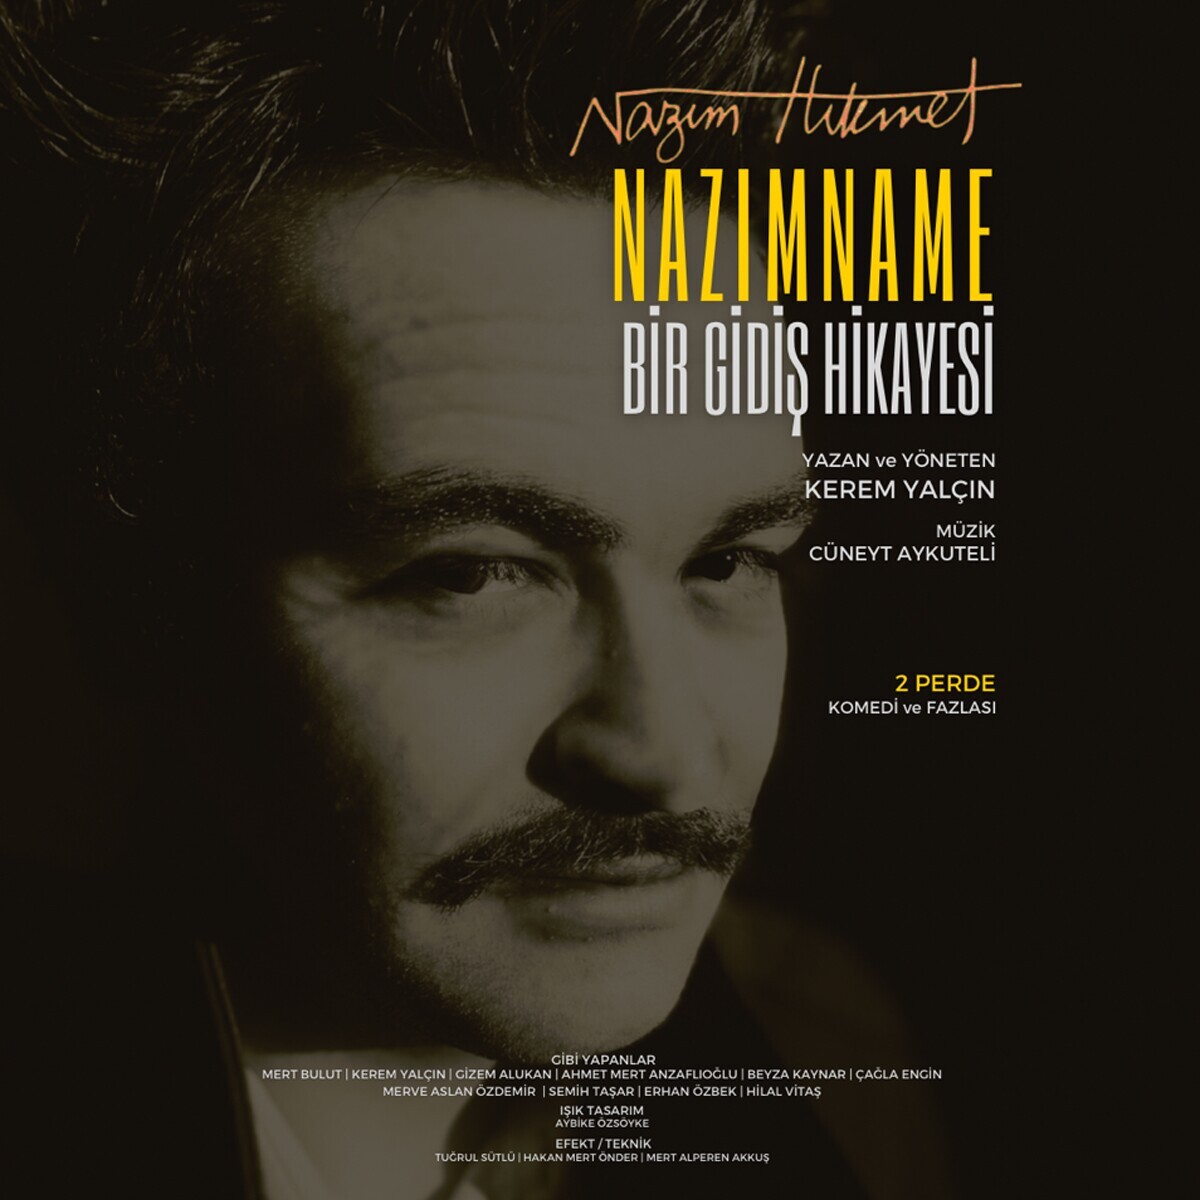 Nazım Hikmet
NAZIMNAME
BİR GİDİŞ HİKAYESİ
YAZAN ve YÖNETEN
KEREM YALÇIN
MÜZİK
CÜNEYT AYKUTELİ
2 PERDE
KOMEDİ ve FAZLASI
GİBİ YAPANLAR
MERT BULUT | KEREM YALÇIN | GİZEM ALUKAN | AHMET MERT ANZAFLIOĞLU | BEYZA KAYNAR | ÇAĞLA ENGİN
MERVE ASLAN ÖZDEMİR | SEMİH TAŞAR | ERHAN ÖZBEK | HİLAL VİTAŞ
IŞIK TASARIM
AYBİKE ÖZSÖYKE
EFEKT / TEKNİK
TUĞRUL SÜTLÜ | HAKAN MERT ÖNDER | MERT ALPEREN AKKUŞ